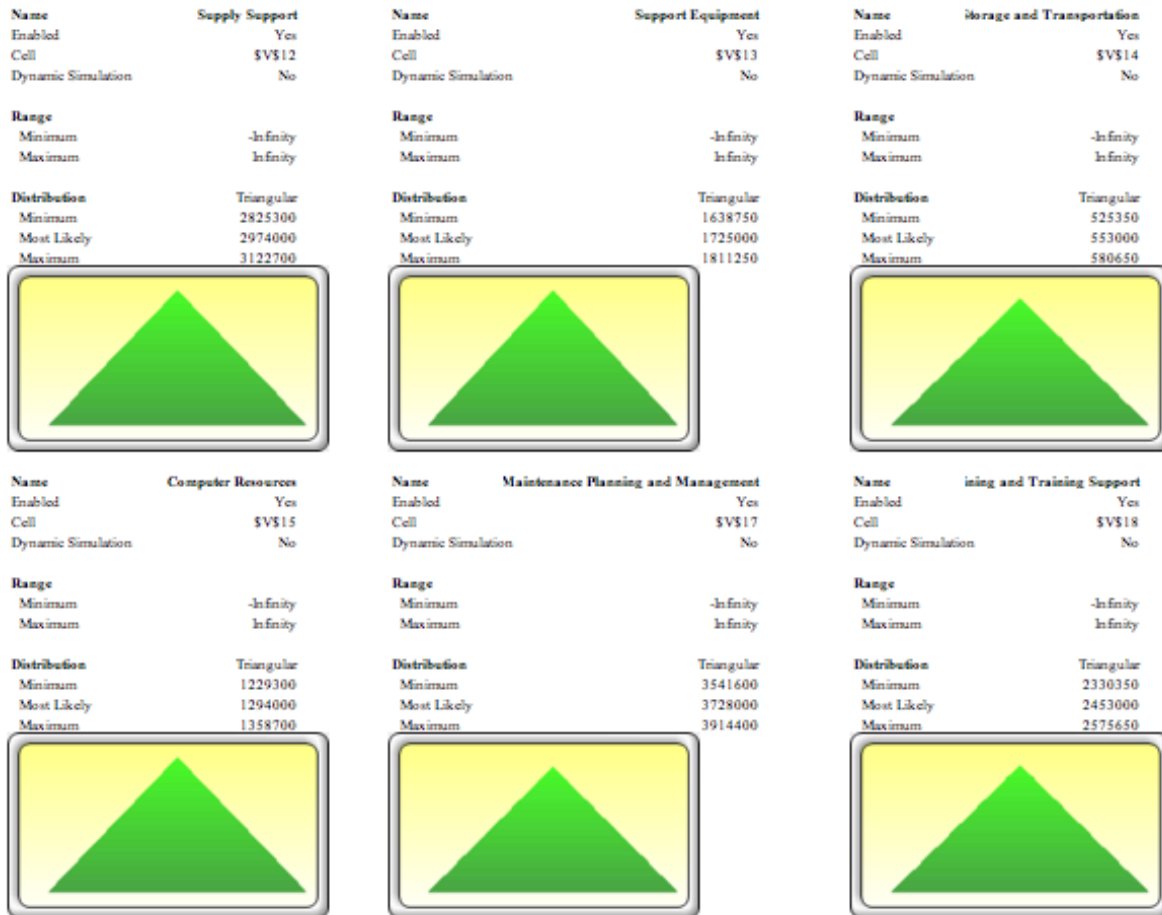 Name Supply Support
Enabled Yes
Cell $V$12
Dynamic Simulation No
Range
Minimum -Infinity
Maximum Infinity
Distribution Triangular
Minimum 2825300
Most Likely 2974000
Maximum 3122700
Name Support Equipment
Enabled Yes
Cell $V$13
Dynamic Simulation No
Range
Minimum -Infinity
Maximum Infinity
Distribution Triangular
Minimum 1638750
Most Likely 1725000
Maximum 1811250
Name torage and Transportation
Enabled Yes
Cell $V$14
Dynamic Simulation No
Range
Minimum -Infinity
Maximum Infinity
Distribution Triangular
Minimum 525350
Most Likely 553000
Maximum 580650
Name Computer Resources
Enabled Yes
Cell $V$15
Dynamic Simulation No
Range
Minimum -Infinity
Maximum Infinity
Distribution Triangular
Minimum 1229300
Most Likely 1294000
Maximum 1358700
Name Maintenance Planning and Management
Enabled Yes
Cell $V$17
Dynamic Simulation No
Range
Minimum -Infinity
Maximum Infinity
Distribution Triangular
Minimum 3541600
Most Likely 3728000
Maximum 3914400
Name ining and Training Support
Enabled Yes
Cell $V$18
Dynamic Simulation No
Range
Minimum -Infinity
Maximum Infinity
Distribution Triangular
Minimum 2330350
Most Likely 2453000
Maximum 2575650